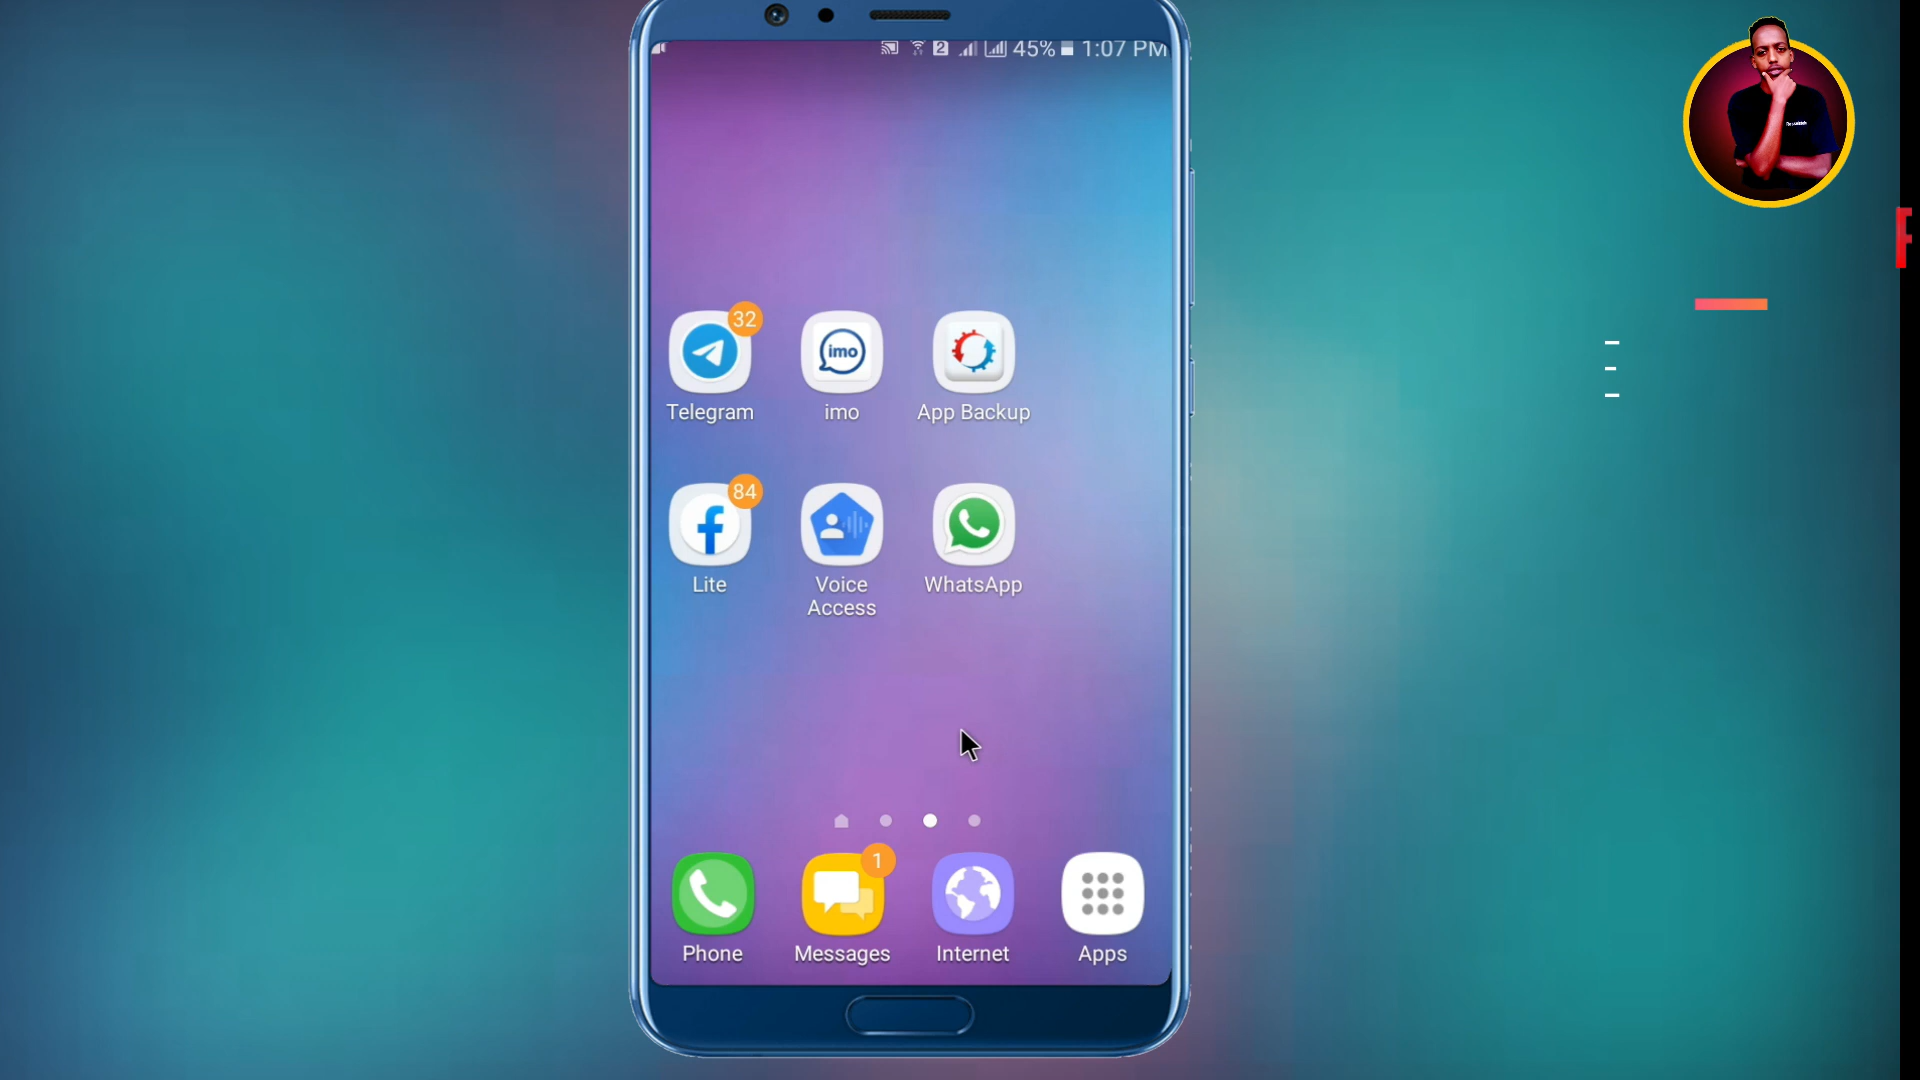 2 45% 1:07 PM
32
imo
Telegram imo App Backup
84
Lite Voice Access WhatsApp
1
Phone Messages Internet Apps